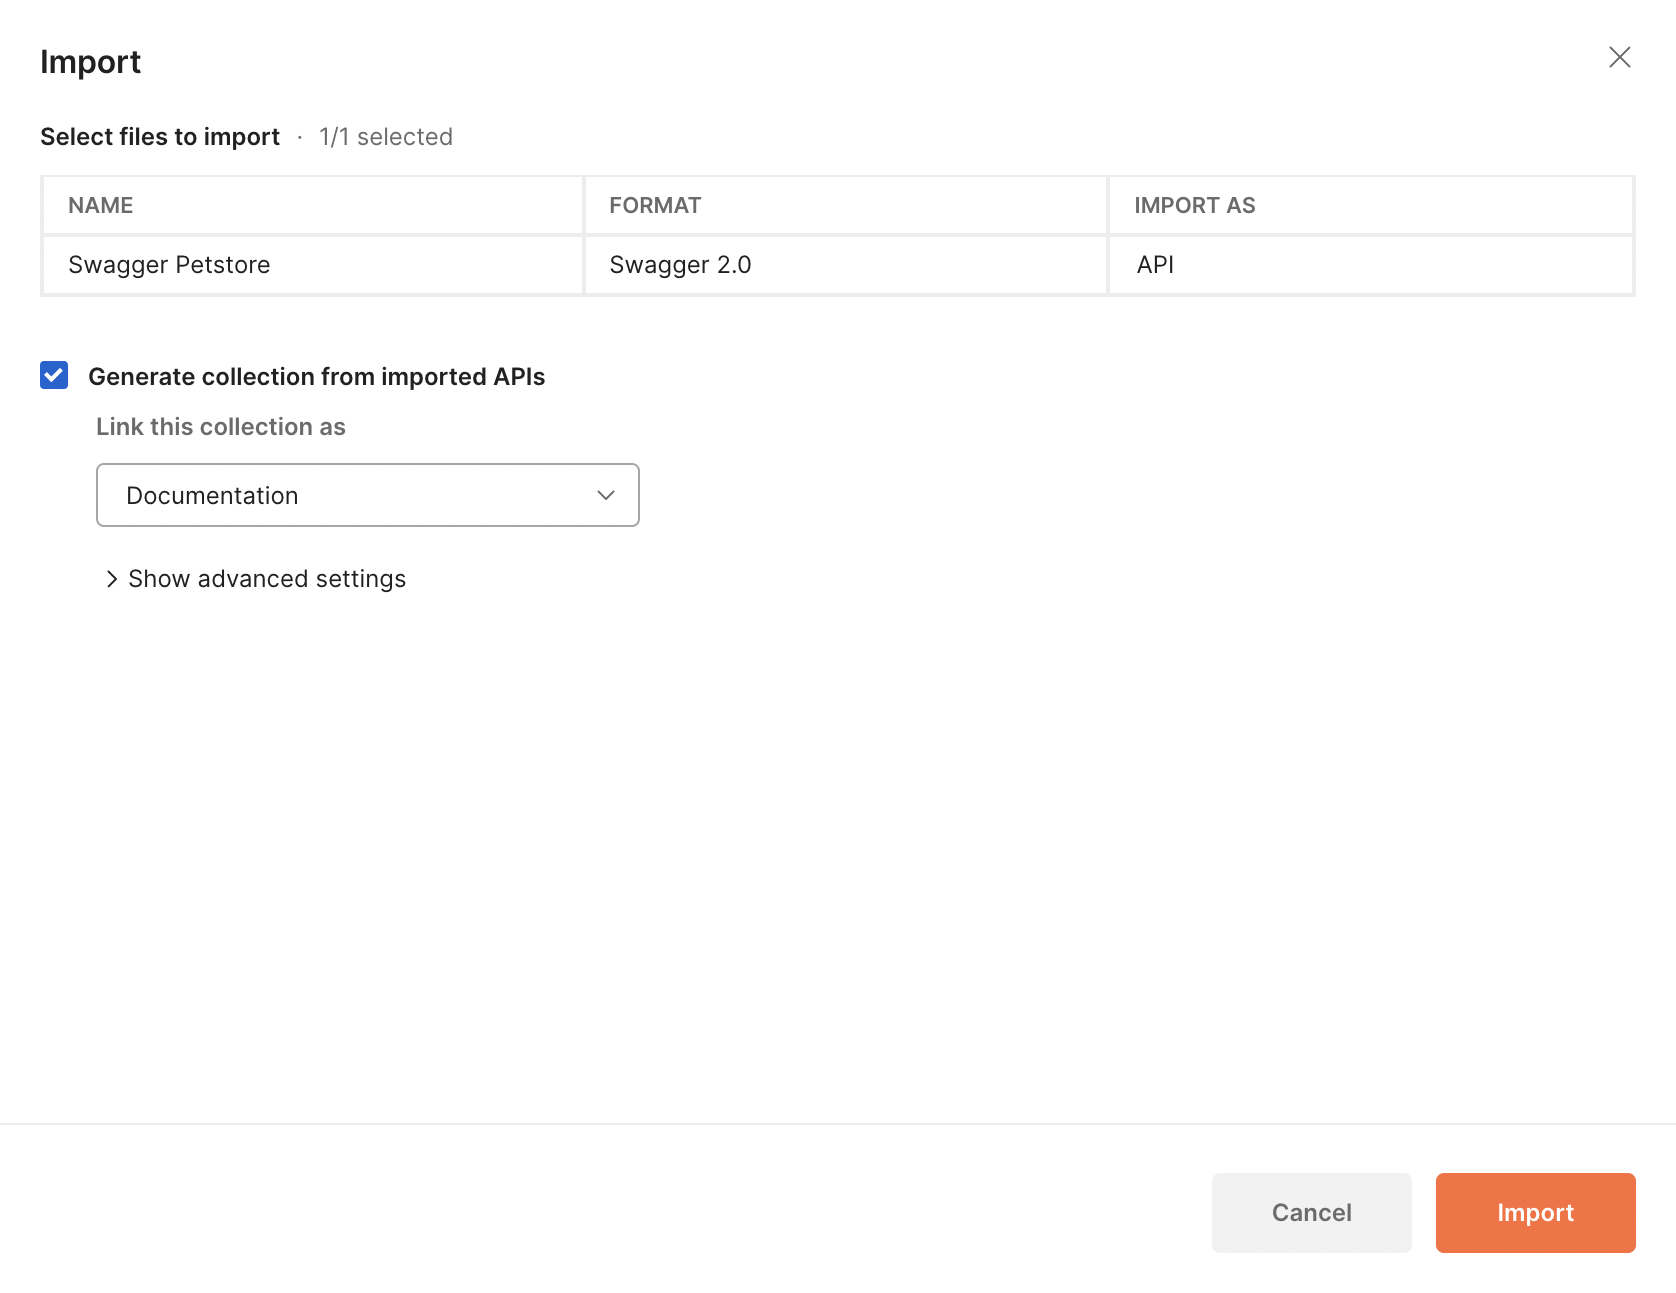 Import
Select files to import · 1/1 selected
NAME FORMAT IMPORT AS
Swagger Petstore Swagger 2.0 API
Generate collection from imported APIs
Link this collection as
Documentation
Show advanced settings
Cancel Import